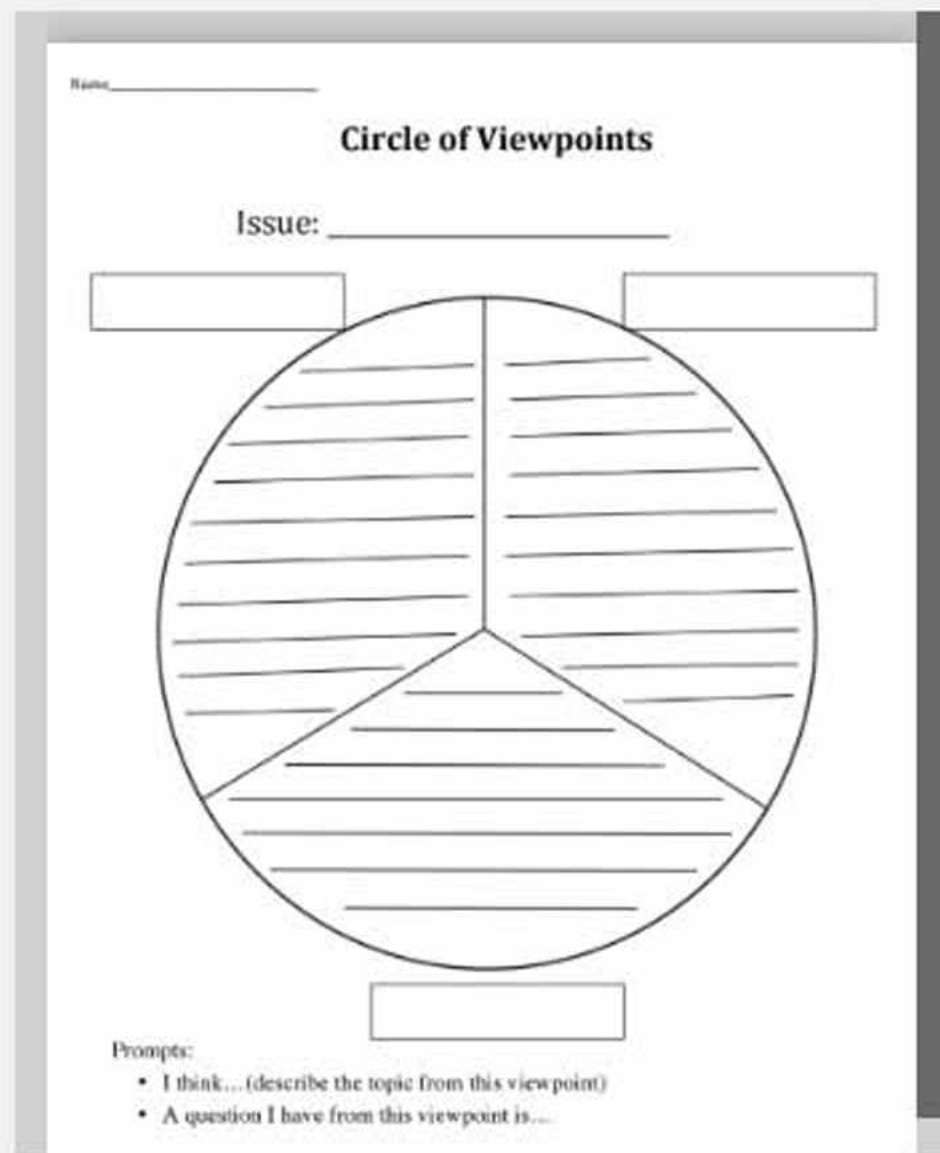 Name
Circle of Viewpoints
Issue:
Prompts:
• I think...(describe the topic from this viewpoint)
• A question I have from this viewpoint is...